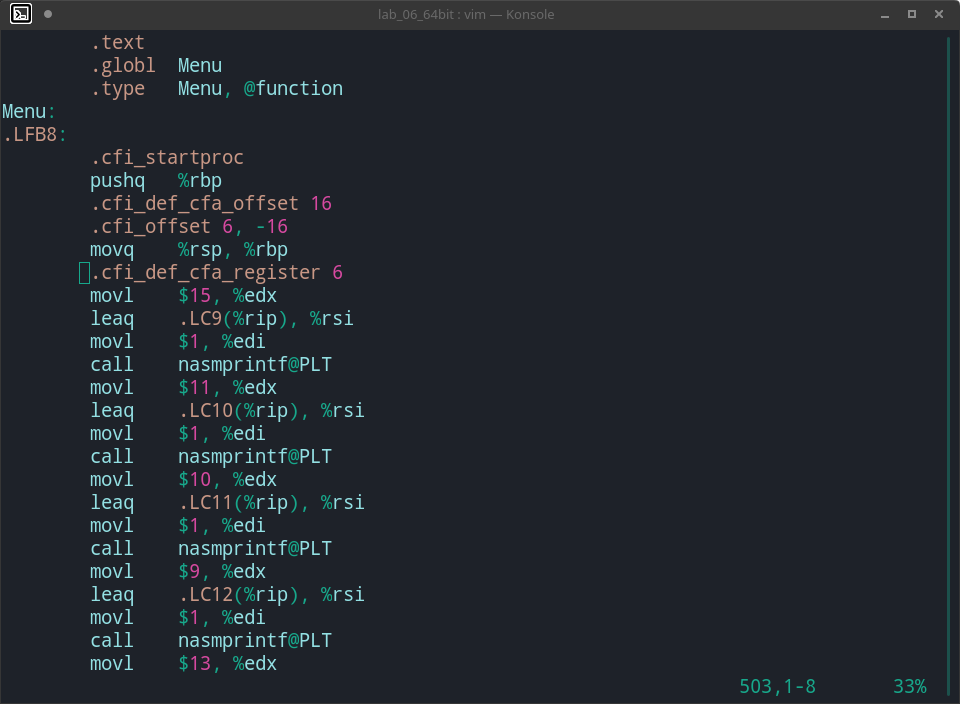 lab_06_64bit : vim — Konsole
.text
.globl Menu
.type Menu, @function
Menu:
.LFB8:
.cfi_startproc
pushq %rbp
.cfi_def_cfa_offset 16
.cfi_offset 6, -16
movq %rsp, %rbp
.cfi_def_cfa_register 6
movl $15, %edx
leaq .LC9(%rip), %rsi
movl $1, %edi
call nasmprintf@PLT
movl $11, %edx
leaq .LC10(%rip), %rsi
movl $1, %edi
call nasmprintf@PLT
movl $10, %edx
leaq .LC11(%rip), %rsi
movl $1, %edi
call nasmprintf@PLT
movl $9, %edx
leaq .LC12(%rip), %rsi
movl $1, %edi
call nasmprintf@PLT
movl $13, %edx
503,1-8 33%